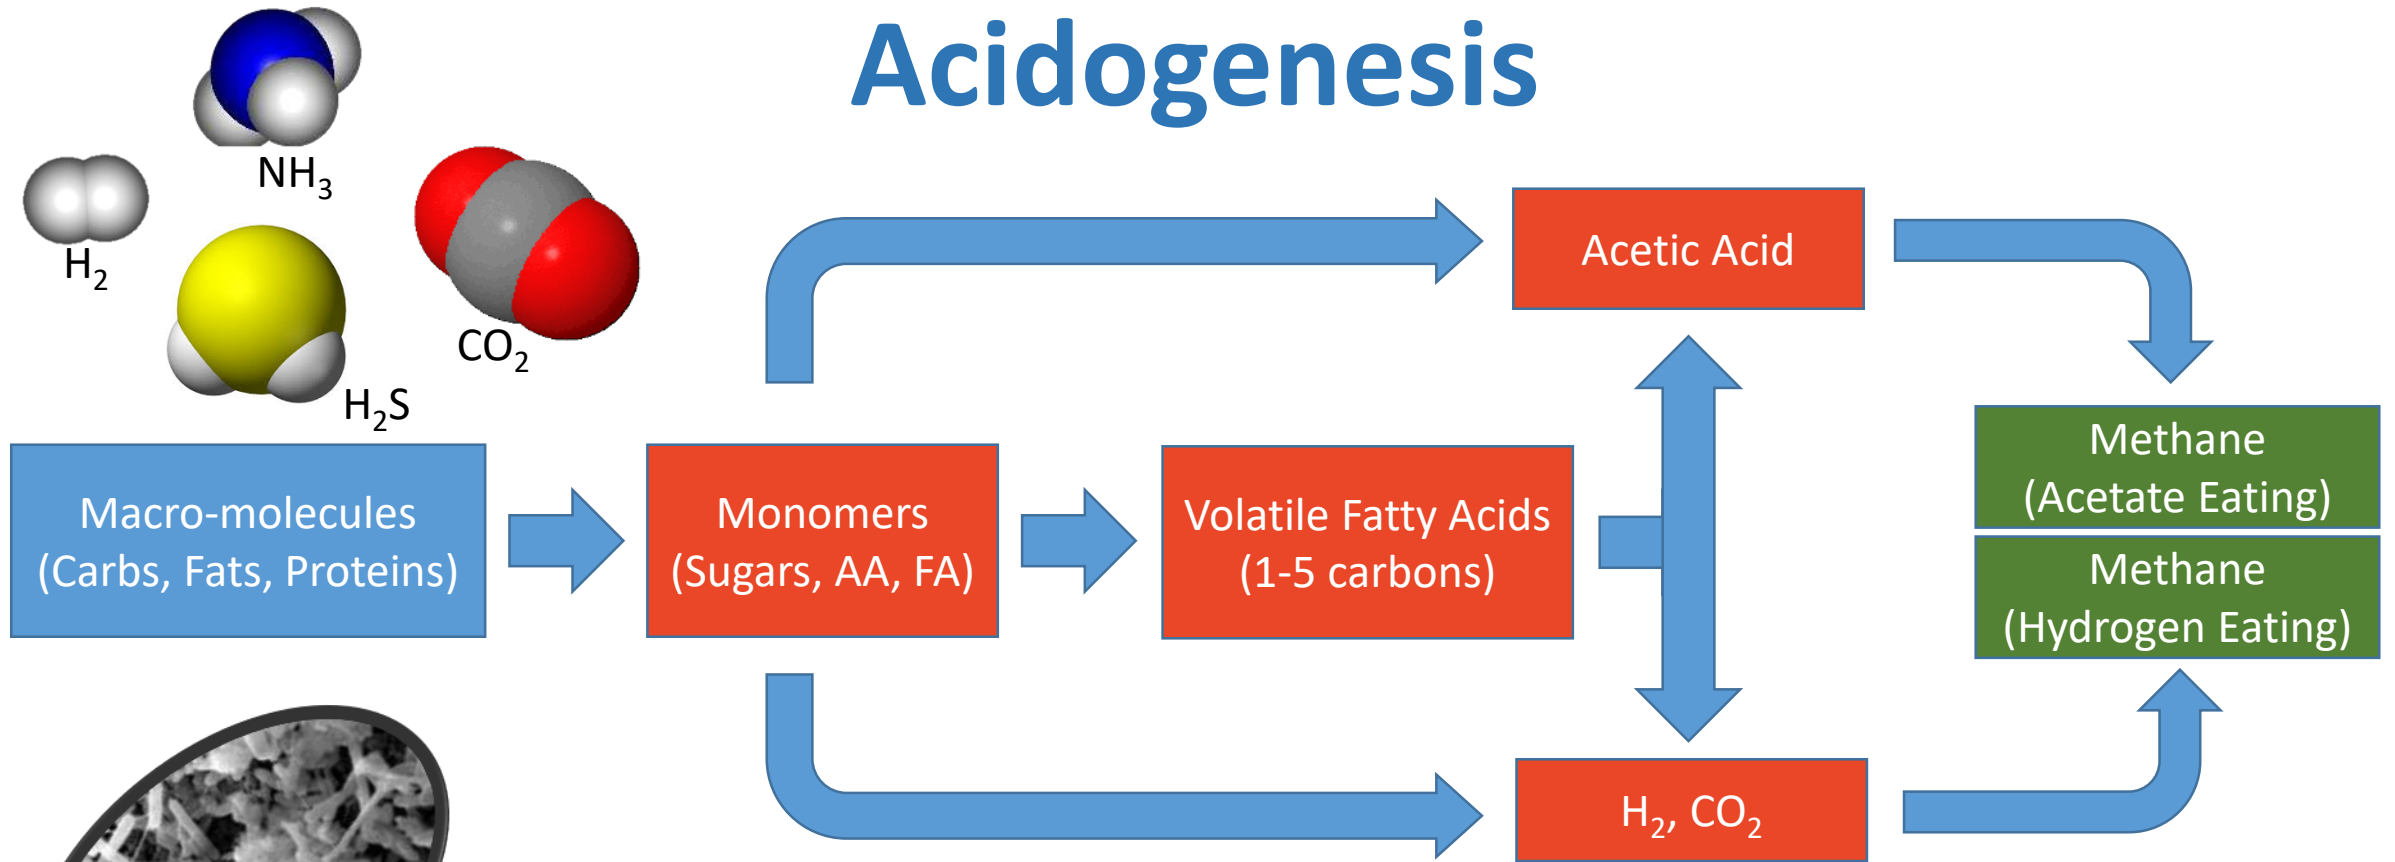 Acidogenesis
NH₃
H₂
CO₂
H₂S
Acetic Acid
Macro-molecules
(Carbs, Fats, Proteins)
Monomers
(Sugars, AA, FA)
Volatile Fatty Acids
(1-5 carbons)
Methane
(Acetate Eating)
Methane
(Hydrogen Eating)
H₂, CO₂